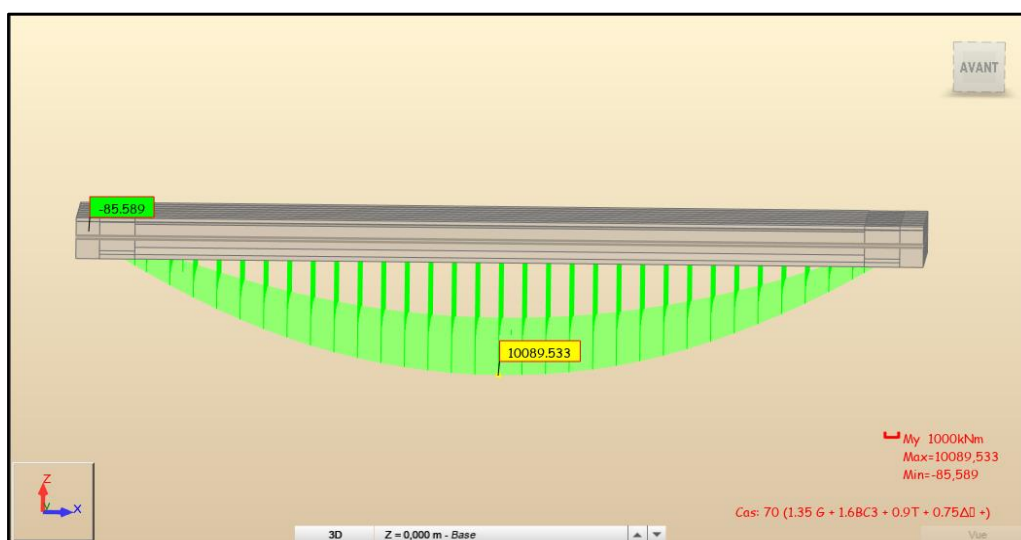 AVANT
-85.589
10089.533
My 1000kNm
Max=10089,533
Min=-85,589
Z
Y
X
Cas: 70 (1.35 G + 1.6BC3 + 0.9T + 0.75Δ□ +)
3D Z = 0,000 m - Base
Vue